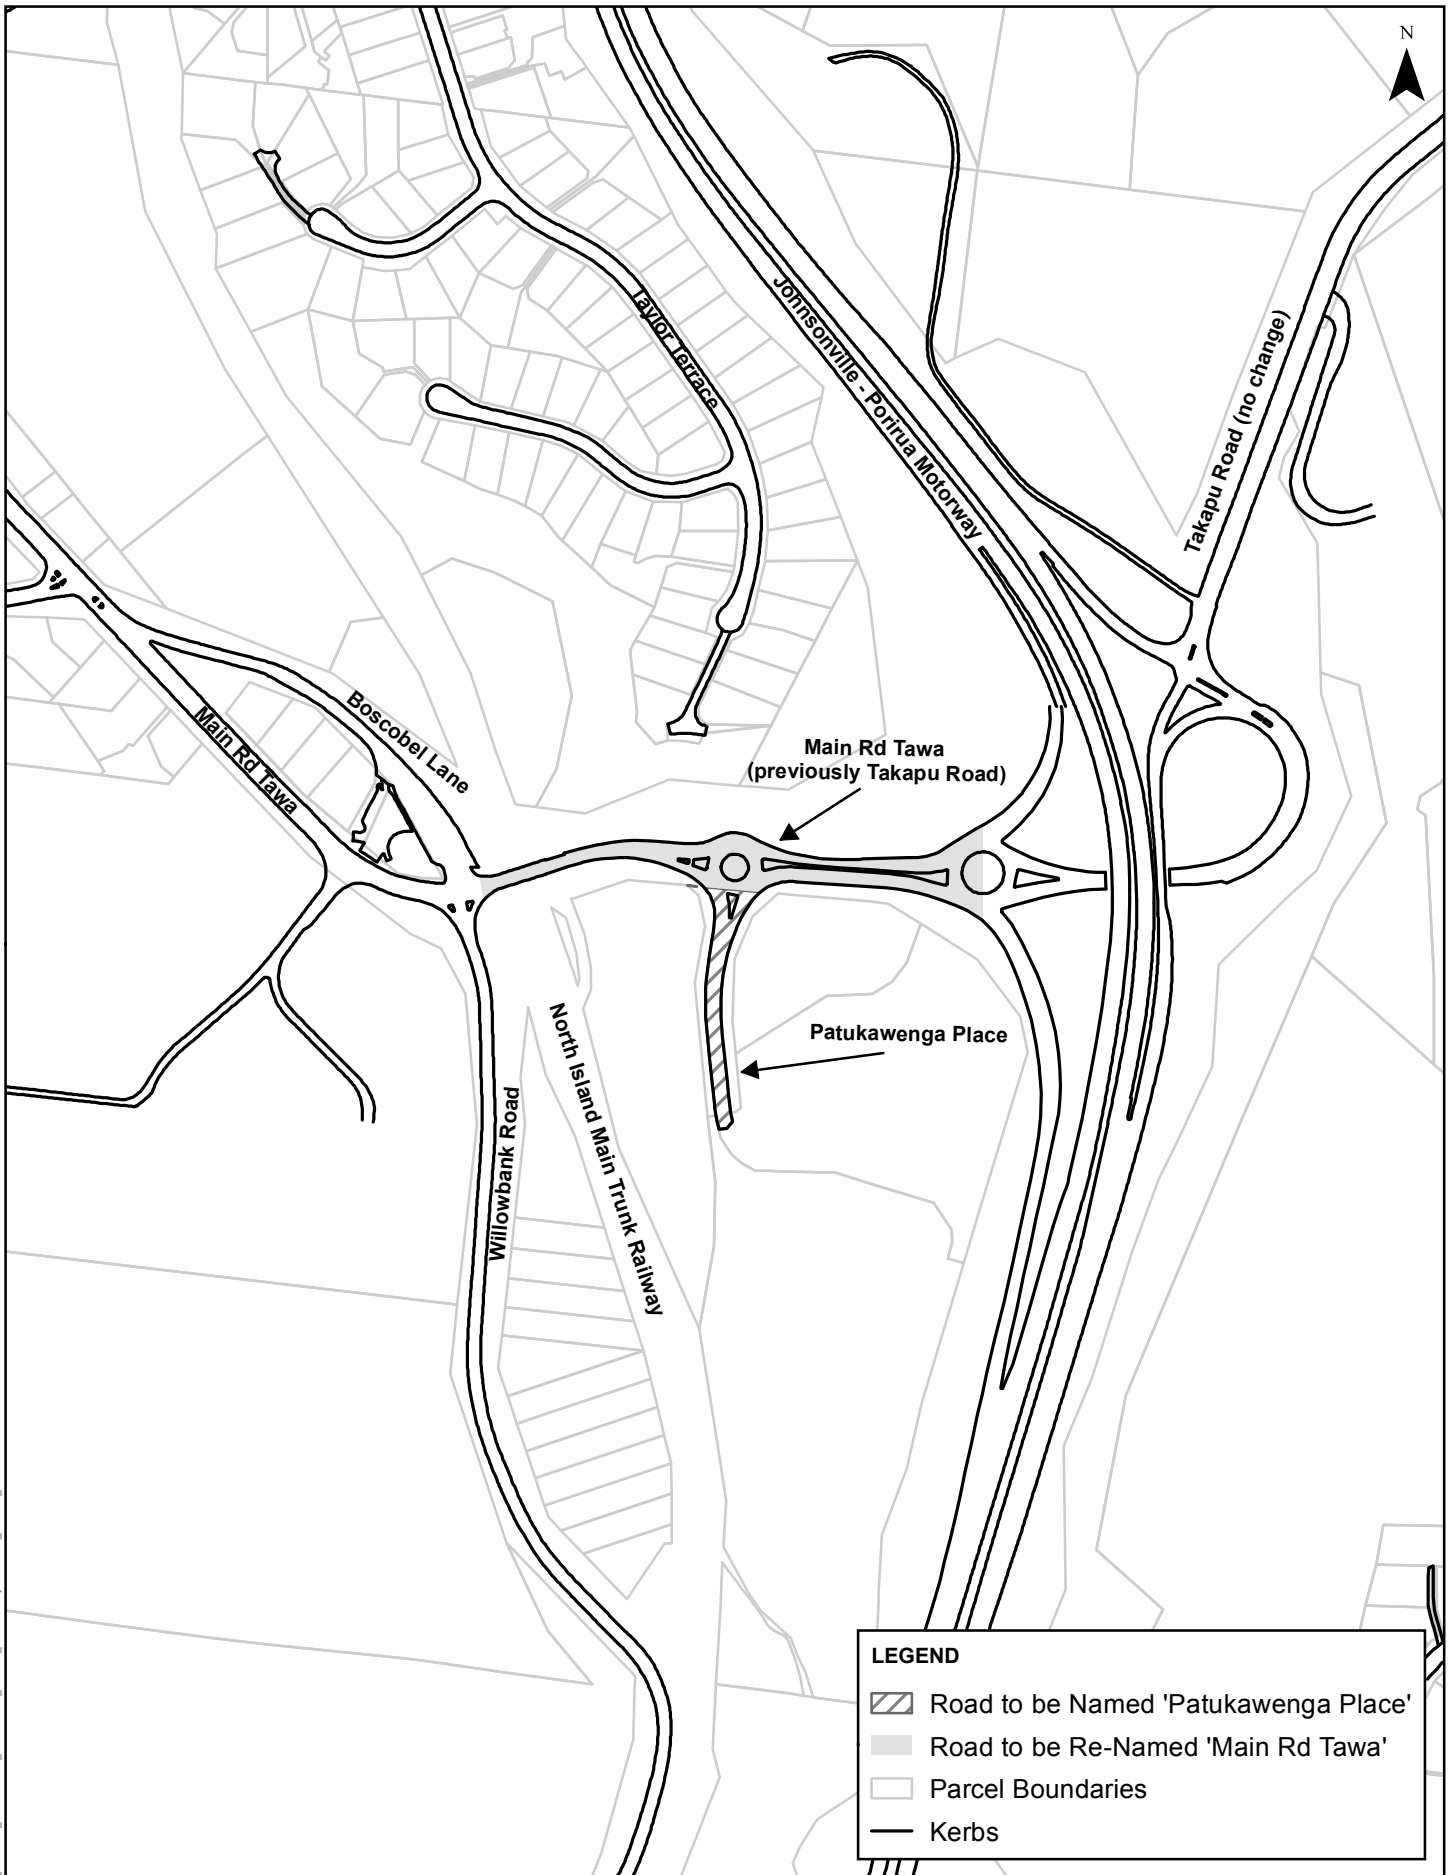 N
Taylor Terrace
Johnsonville - Porirua Motorway
Takapu Road (no change)
Boscobel Lane
Main Rd Tawa
Main Rd Tawa
(previously Takapu Road)
Patukawenga Place
North Island Main Trunk Railway
Willowbank Road
LEGEND
Road to be Named 'Patukawenga Place'
Road to be Re-Named 'Main Rd Tawa'
Parcel Boundaries
Kerbs